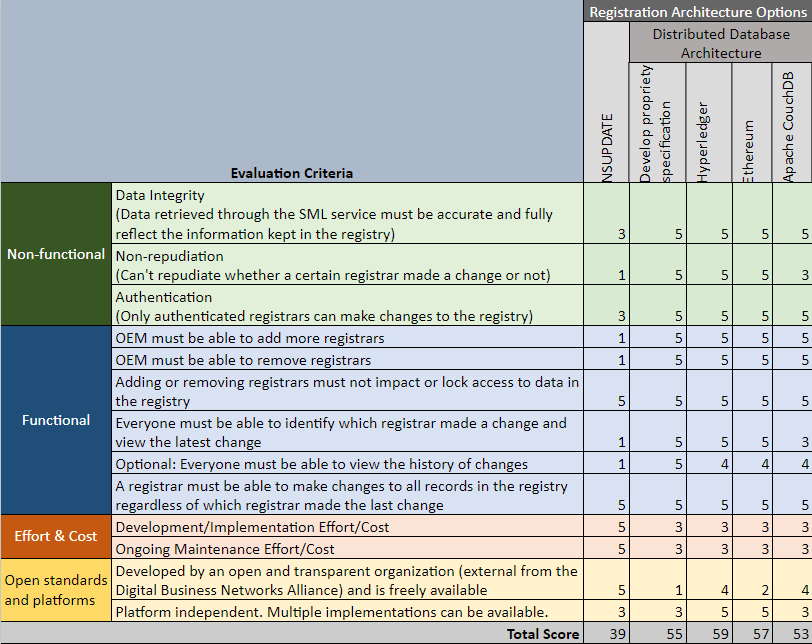 Registration Architecture Options
Distributed Database
Architecture
Evaluation Criteria
NSUPDATE
Develop propriety
specification
Hyperledger
Ethereum
Apache CouchDB
Non-functional
Data Integrity
(Data retrieved through the SML service must be accurate and fully
reflect the information kept in the registry) 3 5 5 5 5
Non-repudiation
(Can't repudiate whether a certain registrar made a change or not) 1 5 5 5 3
Authentication
(Only authenticated registrars can make changes to the registry) 3 5 5 5 5
Functional
OEM must be able to add more registrars 1 5 5 5 5
OEM must be able to remove registrars 1 5 5 5 5
Adding or removing registrars must not impact or lock access to data in
the registry 5 5 5 5 5
Everyone must be able to identify which registrar made a change and
view the latest change 1 5 5 5 3
Optional: Everyone must be able to view the history of changes 1 5 4 4 4
A registrar must be able to make changes to all records in the registry
regardless of which registrar made the last change 5 5 5 5 5
Effort & Cost
Development/Implementation Effort/Cost 5 3 3 3 3
Ongoing Maintenance Effort/Cost 5 3 3 3 3
Open standards
and platforms
Developed by an open and transparent organization (external from the
Digital Business Networks Alliance) and is freely available 5 1 4 2 4
Platform independent. Multiple implementations can be available. 3 3 5 5 3
Total Score 39 55 59 57 53